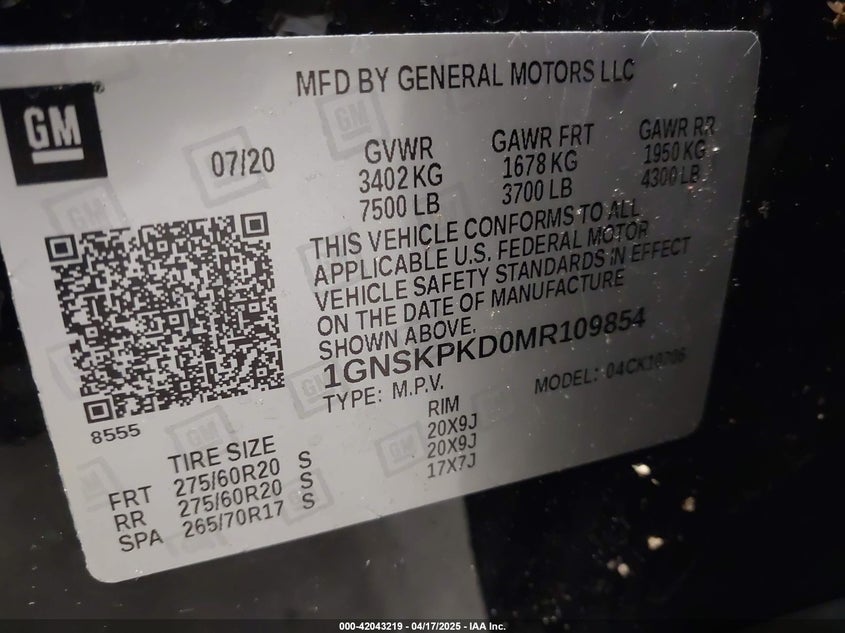 MFD BY GENERAL MOTORS LLC
GM
07/20
GVWR
3402 KG
7500 LB
GAWR FRT
1678 KG
3700 LB
GAWR RR
1950 KG
4300 LB
THIS VEHICLE CONFORMS TO ALL
APPLICABLE U.S. FEDERAL MOTOR
VEHICLE SAFETY STANDARDS IN EFFECT
ON THE DATE OF MANUFACTURE
SHOWN ABOVE.
1GNSKPKD0MR109854
TYPE: M.P.V.
MODEL: 04CK10706
8555
TIRE SIZE
RIM
FRT 275/60R20 S 20X9J
RR 275/60R20 S 20X9J
SPA 265/70R17 S 17X7J
000-42043219 - 04/17/2025 - IAA Inc.